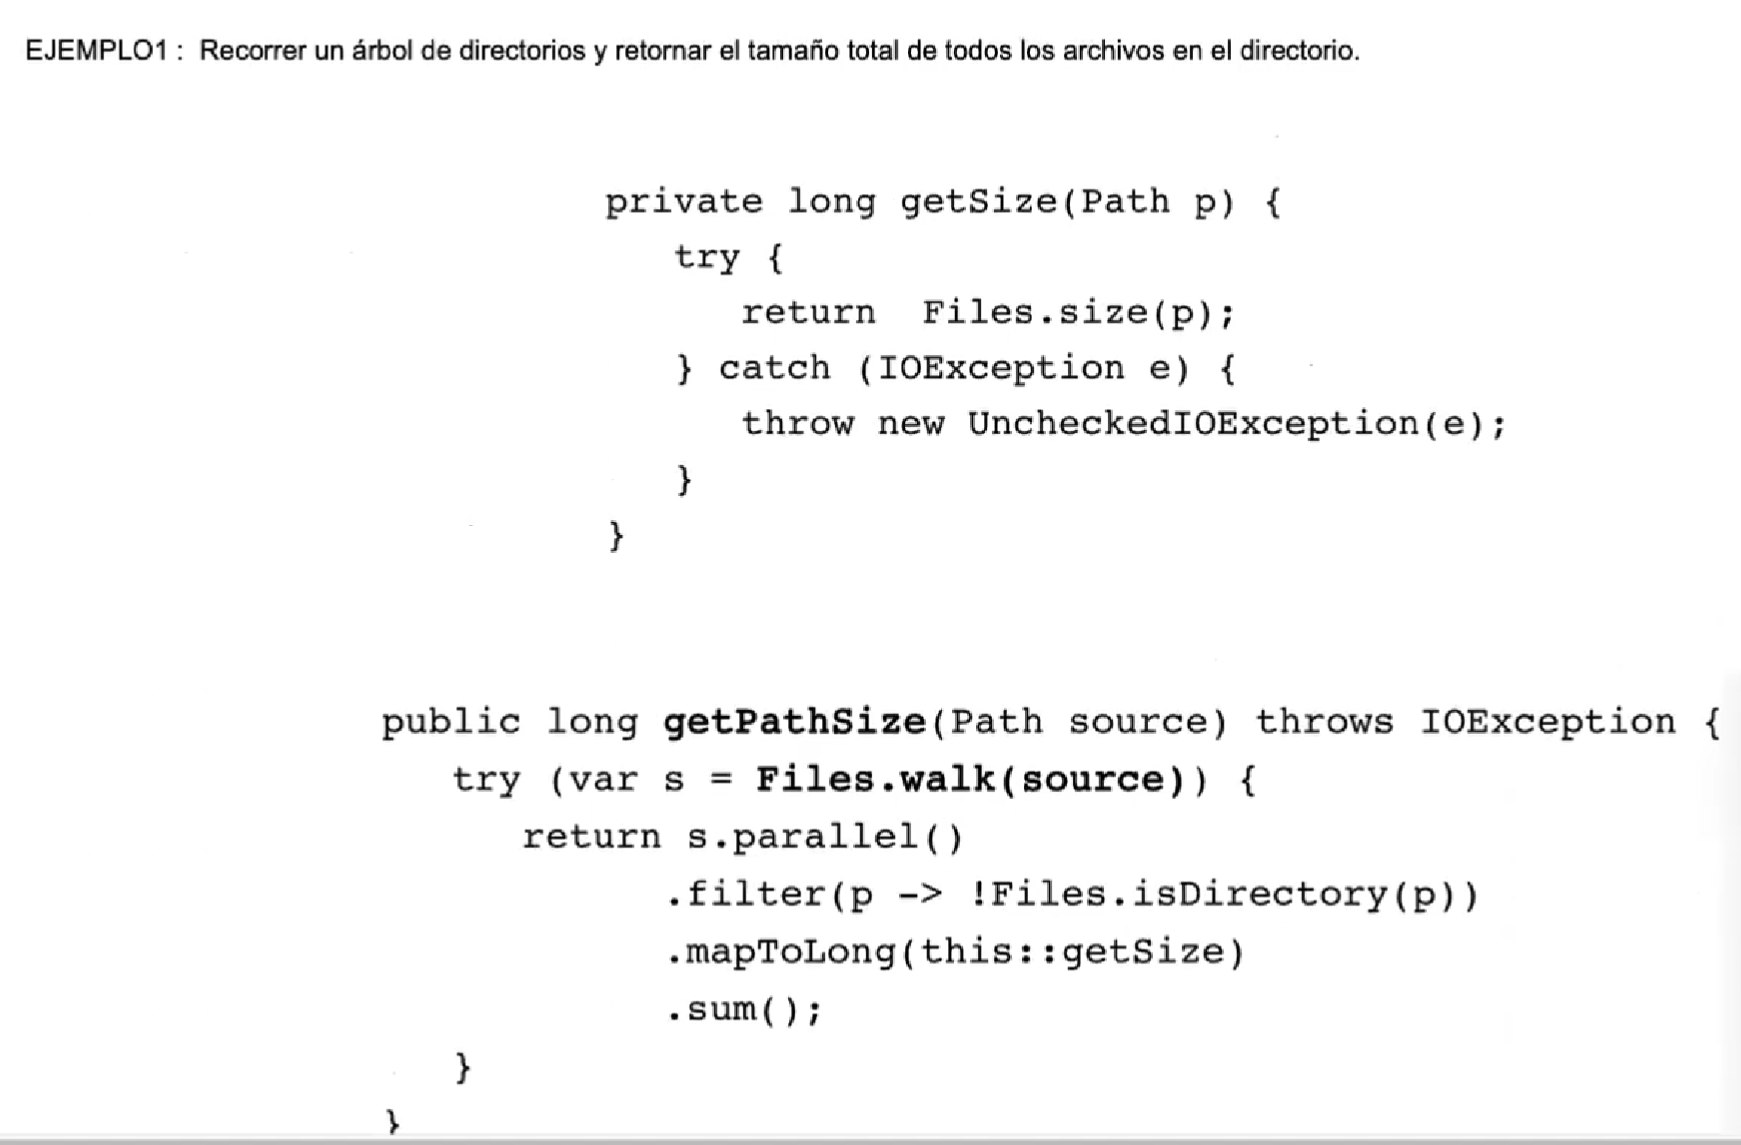 EJEMPLO1 : Recorrer un árbol de directorios y retornar el tamaño total de todos los archivos en el directorio.
private long getSize(Path p) {
try {
return Files.size(p);
} catch (IOException e) {
throw new UncheckedIOException(e);
}
}
public long getPathSize(Path source) throws IOException {
try (var s = Files.walk(source)) {
return s.parallel()
.filter(p -> !Files.isDirectory(p))
.mapToLong(this::getSize)
.sum();
}
}